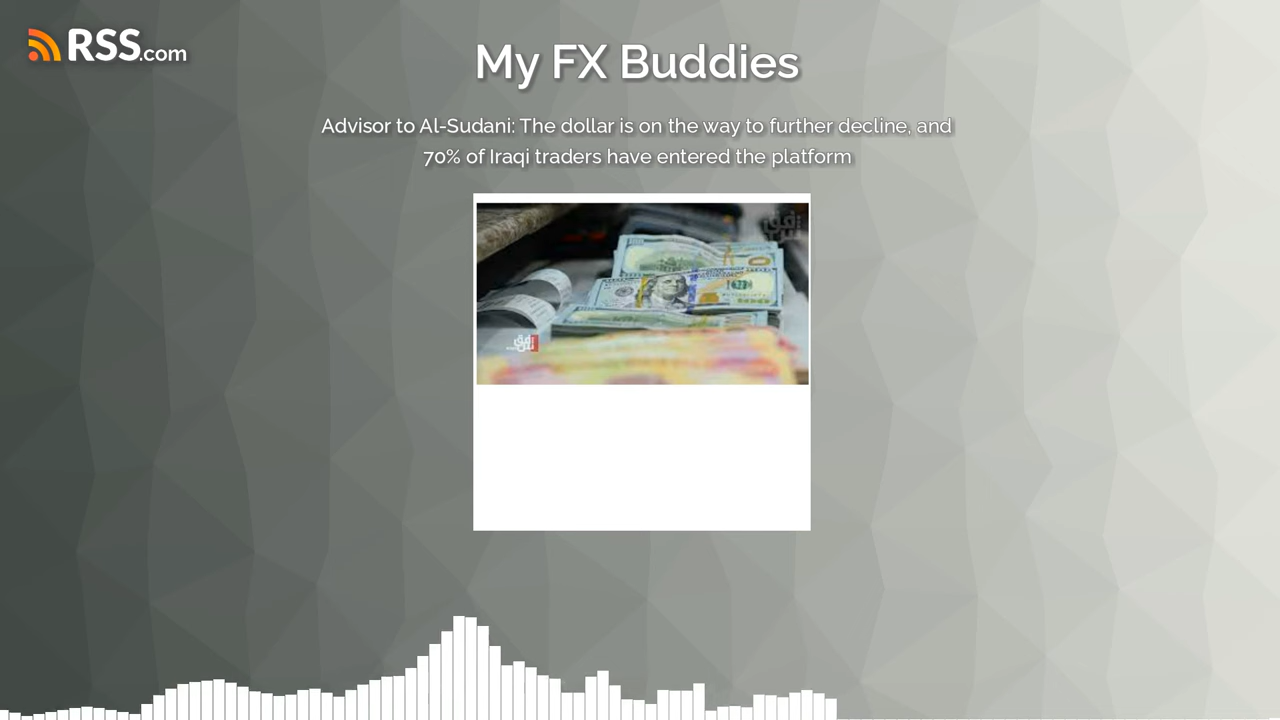 RSS.com
My FX Buddies
Advisor to Al-Sudani: The dollar is on the way to further decline, and
70% of Iraqi traders have entered the platform
شفق